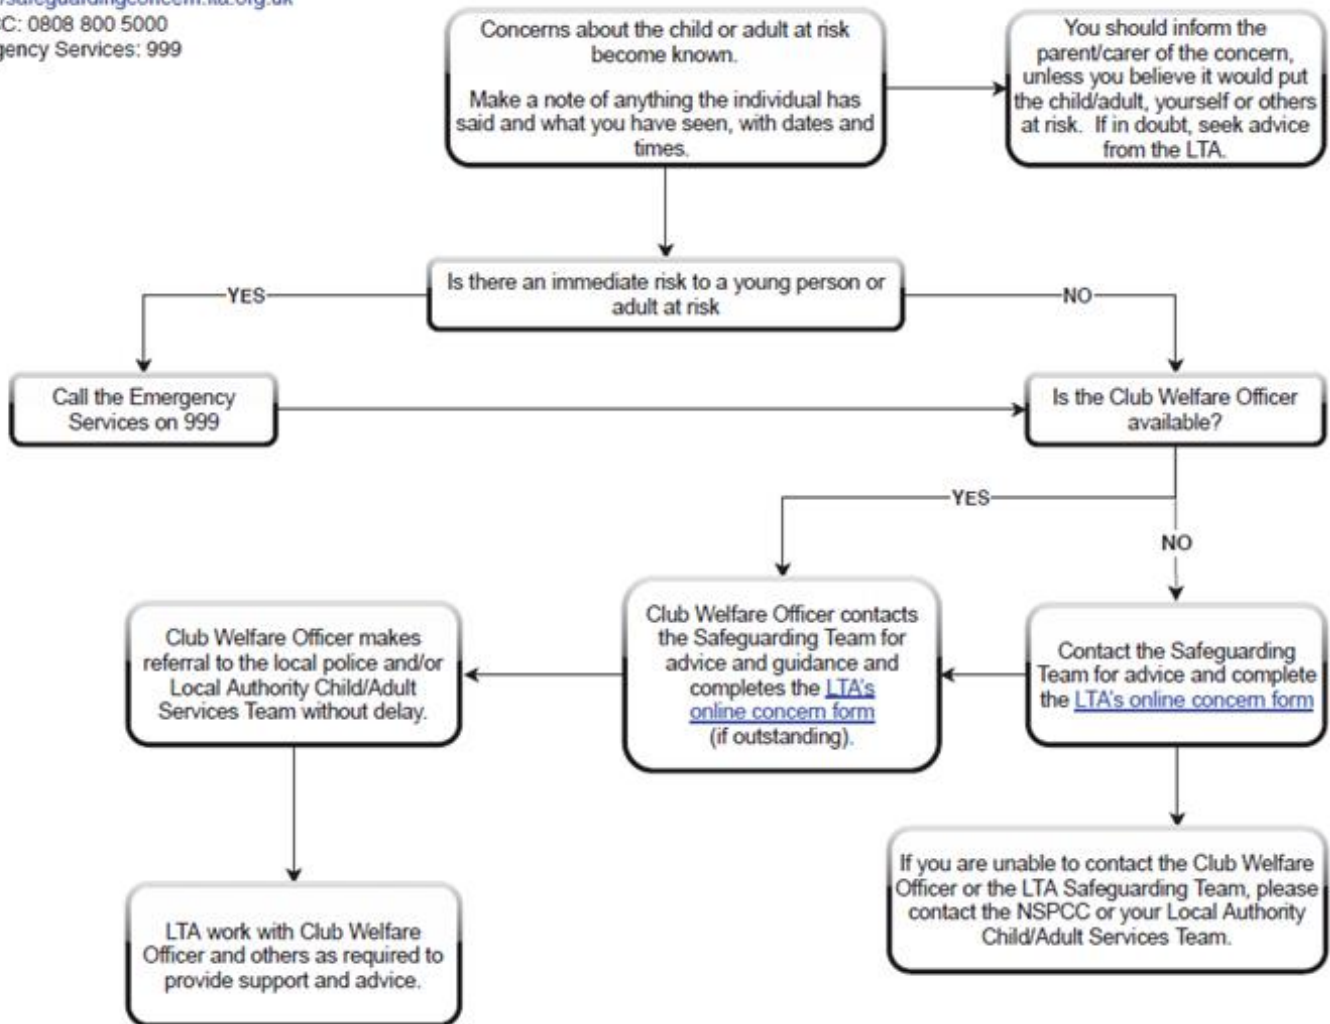 safeguardingconcern.lta.org.uk
C: 0808 800 5000
gency Services: 999
Concerns about the child or adult at risk
become known.
Make a note of anything the individual has
said and what you have seen, with dates and
times.
You should inform the
parent/carer of the concern,
unless you believe it would put
the child/adult, yourself or others
at risk. If in doubt, seek advice
from the LTA.
Is there an immediate risk to a young person or
adult at risk
YES
NO
Call the Emergency
Services on 999
Is the Club Welfare Officer
available?
YES
NO
Club Welfare Officer makes
referral to the local police and/or
Local Authority Child/Adult
Services Team without delay.
Club Welfare Officer contacts
the Safeguarding Team for
advice and guidance and
completes the LTA's
online concern form
(if outstanding).
Contact the Safeguarding
Team for advice and complete
the LTA's online concern form
LTA work with Club Welfare
Officer and others as required to
provide support and advice.
If you are unable to contact the Club Welfare
Officer or the LTA Safeguarding Team, please
contact the NSPCC or your Local Authority
Child/Adult Services Team.